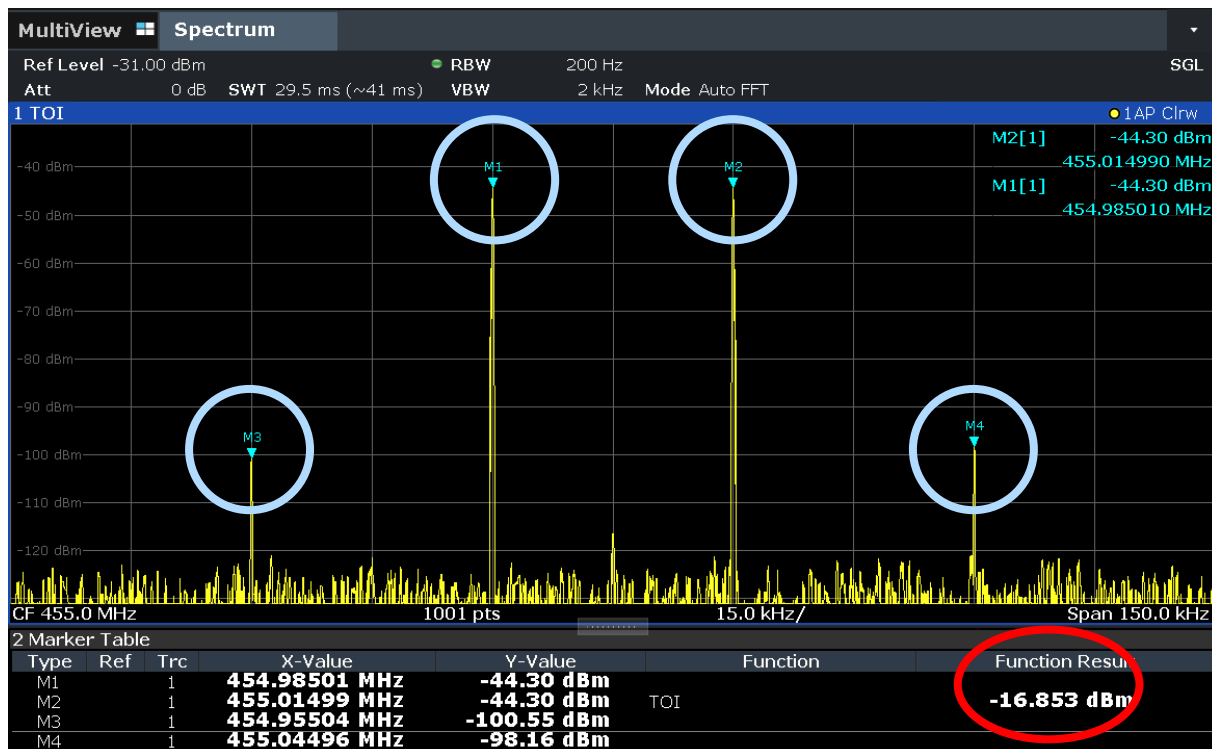 MultiView Spectrum
Ref Level -31.00 dBm RBW 200 Hz SGL
Att 0 dB SWT 29.5 ms (~41 ms) VBW 2 kHz Mode Auto FFT
1 TOI 1AP Clrw
M2[1] -44.30 dBm
455.014990 MHz
M1[1] -44.30 dBm
454.985010 MHz
M1 M2
-40 dBm
-50 dBm
-60 dBm
-70 dBm
-80 dBm
-90 dBm
M3 M4
-100 dBm
-110 dBm
-120 dBm
CF 455.0 MHz 1001 pts 15.0 kHz/ Span 150.0 kHz
2 Marker Table
Type Ref Trc X-Value Y-Value Function Function Result
M1 1 454.98501 MHz -44.30 dBm
M2 1 455.01499 MHz -44.30 dBm TOI -16.853 dBm
M3 1 454.95504 MHz -100.55 dBm
M4 1 455.04496 MHz -98.16 dBm